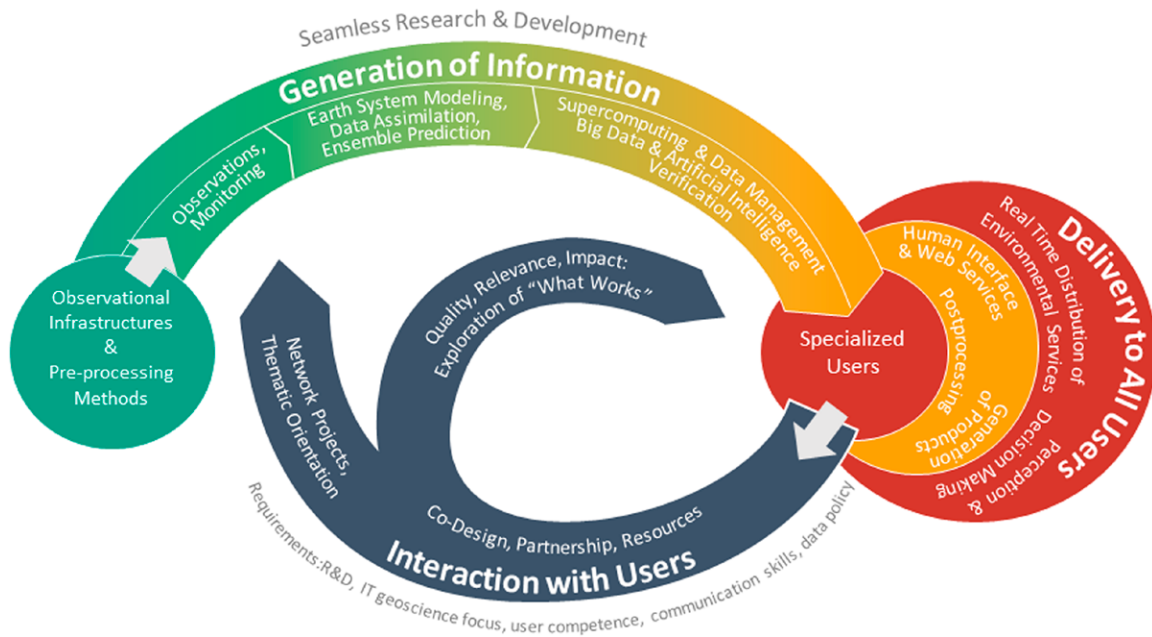 Seamless Research & Development
Generation of Information
Observations,
Monitoring
Earth System Modeling,
Data Assimilation,
Ensemble Prediction
Supercomputing & Data Management
Big Data & Artificial Intelligence
Verification
Observational
Infrastructures
&
Pre-processing
Methods
Quality, Relevance, Impact:
Exploration of “What Works”
Network Projects,
Thematic Orientation
Co-Design, Partnership, Resources
Interaction with Users
Requirements:R&D, IT geoscience focus, user competence, communication skills, data policy
Specialized
Users
Human Interface
& Web Services
Postprocessing
Generation
of Products
Real Time Distribution of
Environmental Services
Perception &
Decision Making
Delivery to All Users